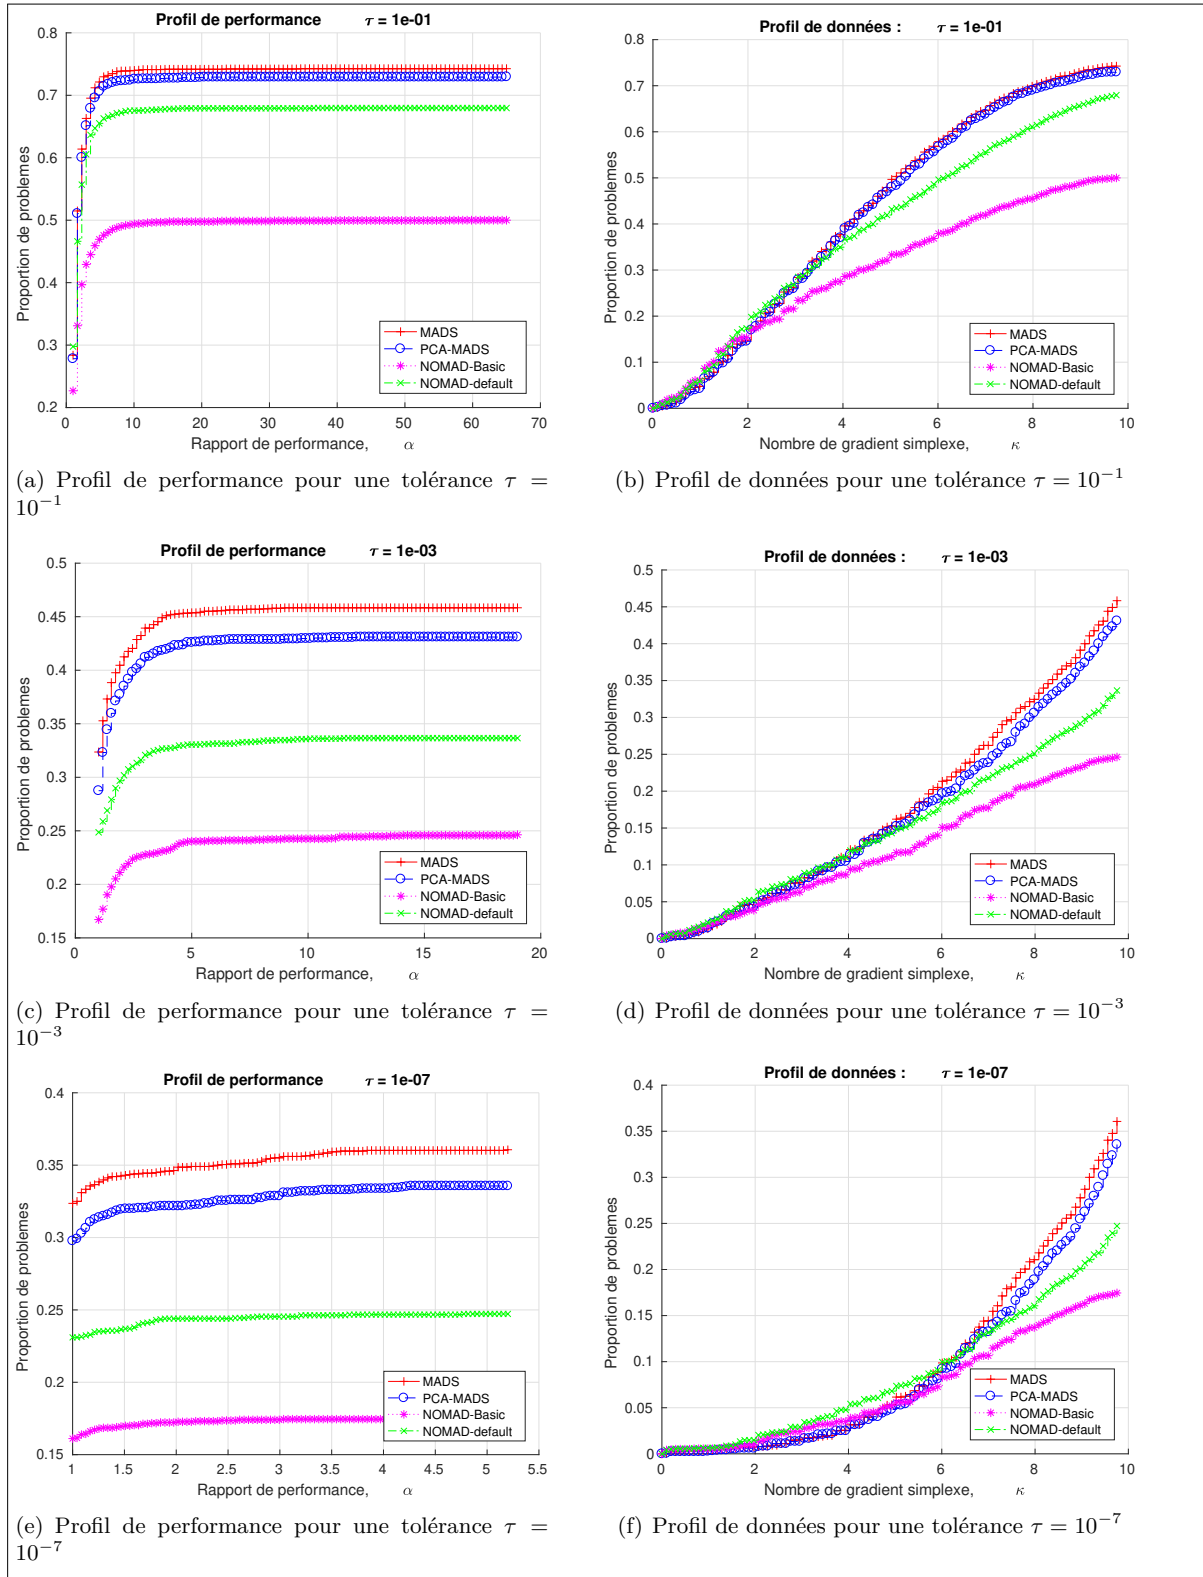 Profil de performance τ = 1e-01
0.8
0.7
0.6
0.5
0.4
0.3
0.2
Proportion de problemes
0 10 20 30 40 50 60 70
Rapport de performance, α
MADS
PCA-MADS
NOMAD-Basic
NOMAD-default
(a) Profil de performance pour une tolérance τ =
10⁻¹
Profil de données : τ = 1e-01
0.8
0.7
0.6
0.5
0.4
0.3
0.2
0.1
0
Proportion de problemes
0 2 4 6 8 10
Nombre de gradient simplexe, κ
MADS
PCA-MADS
NOMAD-Basic
NOMAD-default
(b) Profil de données pour une tolérance τ = 10⁻¹
Profil de performance τ = 1e-03
0.5
0.45
0.4
0.35
0.3
0.25
0.2
0.15
Proportion de problemes
0 5 10 15 20
Rapport de performance, α
MADS
PCA-MADS
NOMAD-Basic
NOMAD-default
(c) Profil de performance pour une tolérance τ =
10⁻³
Profil de données : τ = 1e-03
0.5
0.45
0.4
0.35
0.3
0.25
0.2
0.15
0.1
0.05
0
Proportion de problemes
0 2 4 6 8 10
Nombre de gradient simplexe, κ
MADS
PCA-MADS
NOMAD-Basic
NOMAD-default
(d) Profil de données pour une tolérance τ = 10⁻³
Profil de performance τ = 1e-07
0.4
0.35
0.3
0.25
0.2
0.15
Proportion de problemes
1 1.5 2 2.5 3 3.5 4 4.5 5 5.5
Rapport de performance, α
MADS
PCA-MADS
NOMAD-Basic
NOMAD-default
(e) Profil de performance pour une tolérance τ =
10⁻⁷
Profil de données : τ = 1e-07
0.4
0.35
0.3
0.25
0.2
0.15
0.1
0.05
0
Proportion de problemes
0 2 4 6 8 10
Nombre de gradient simplexe, κ
MADS
PCA-MADS
NOMAD-Basic
NOMAD-default
(f) Profil de données pour une tolérance τ = 10⁻⁷